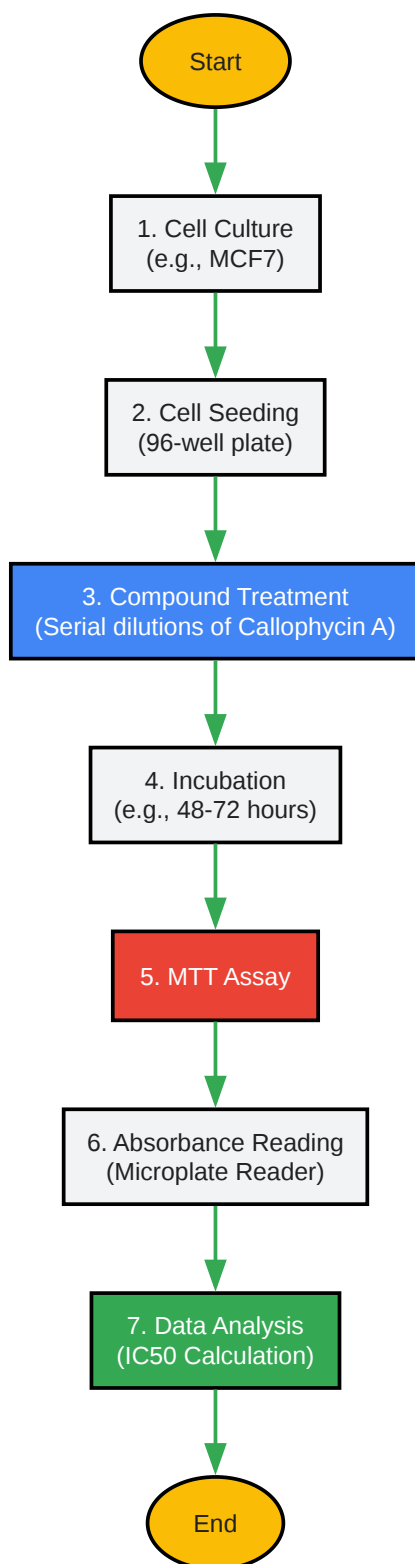 Start
1. Cell Culture
(e.g., MCF7)
2. Cell Seeding
(96-well plate)
3. Compound Treatment
(Serial dilutions of Callophycin A)
4. Incubation
(e.g., 48-72 hours)
5. MTT Assay
6. Absorbance Reading
(Microplate Reader)
7. Data Analysis
(IC50 Calculation)
End